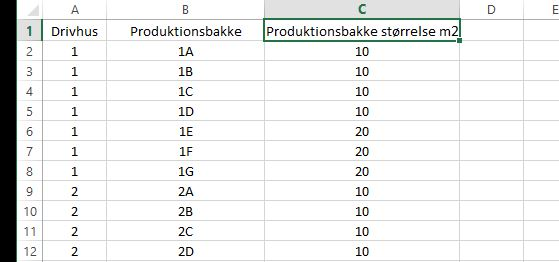 A B C D E
1 Drivhus Produktionsbakke Produktionsbakke størrelse m2
2 1 1A 10
3 1 1B 10
4 1 1C 10
5 1 1D 10
6 1 1E 20
7 1 1F 20
8 1 1G 20
9 2 2A 10
10 2 2B 10
11 2 2C 10
12 2 2D 10